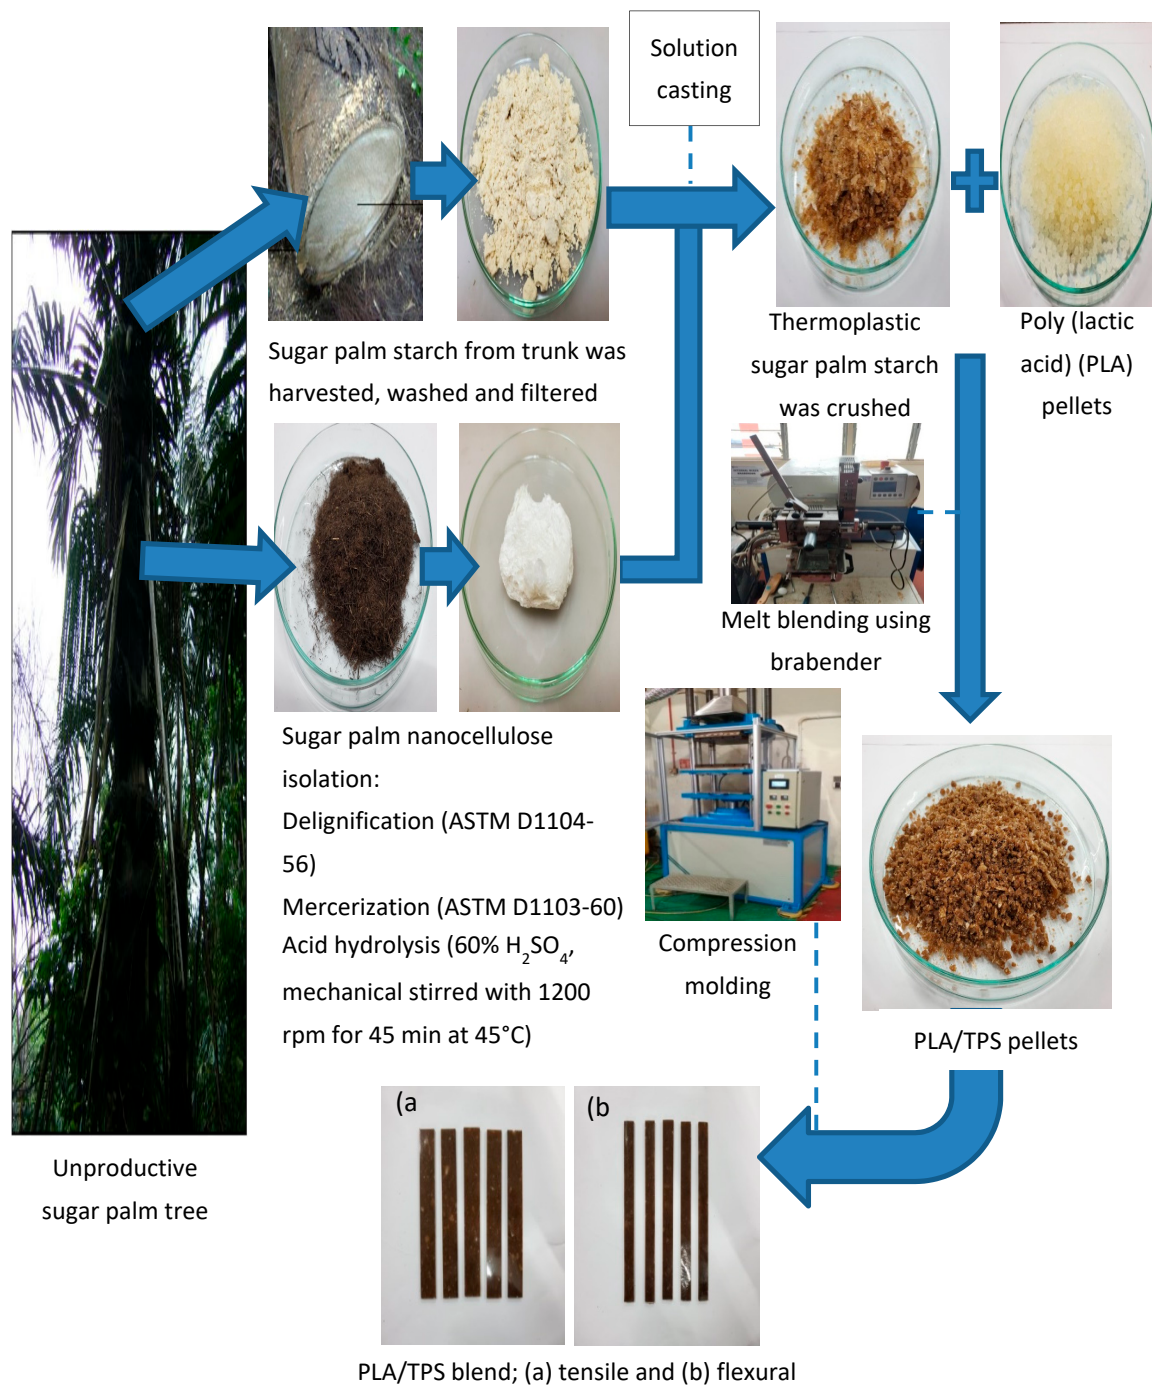 Solution
casting
Sugar palm starch from trunk was
harvested, washed and filtered
Thermoplastic
sugar palm starch
was crushed
Poly (lactic
acid) (PLA)
pellets
Melt blending using
brabender
Sugar palm nanocellulose
isolation:
Delignification (ASTM D1104-
56)
Mercerization (ASTM D1103-60)
Acid hydrolysis (60% H₂SO₄,
mechanical stirred with 1200
rpm for 45 min at 45°C)
Compression
molding
PLA/TPS pellets
Unproductive
sugar palm tree
(a
(b
PLA/TPS blend; (a) tensile and (b) flexural